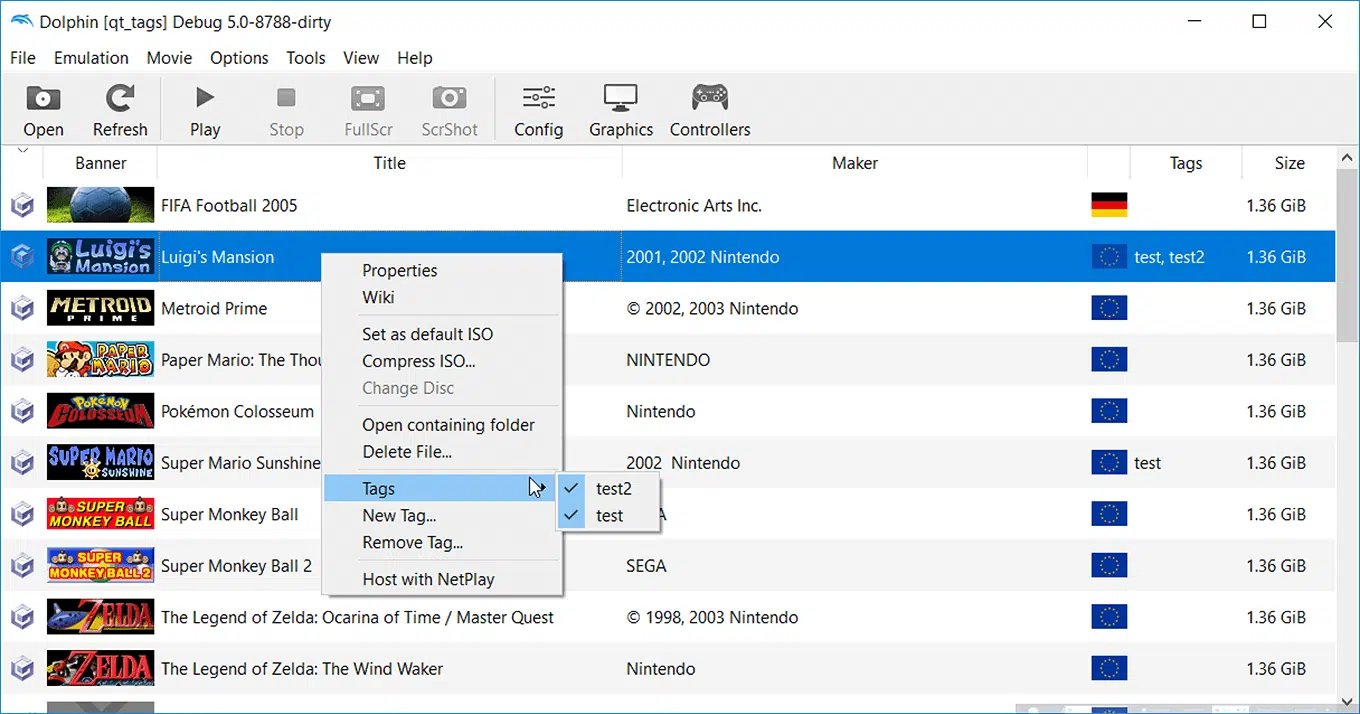 Dolphin [qt_tags] Debug 5.0-8788-dirty
File Emulation Movie Options Tools View Help
Open Refresh Play Stop FullScr ScrShot Config Graphics Controllers
Banner Title Maker Tags Size
FIFA Football 2005 Electronic Arts Inc. 1.36 GiB
Luigi's Mansion Luigi's Mansion 2001, 2002 Nintendo test, test2 1.36 GiB
Properties
Wiki
METROID PRIME Metroid Prime © 2002, 2003 Nintendo 1.36 GiB
Set as default ISO
Compress ISO...
PAPER MARIO Paper Mario: The Thou NINTENDO 1.36 GiB
Change Disc
POKéMON COLOSSEUM Pokémon Colosseum Nintendo 1.36 GiB
Open containing folder
Delete File...
SUPER MARIO SUNSHINE Super Mario Sunshine 2002 Nintendo test 1.36 GiB
Tags test2
New Tag... test
SUPER MONKEY BALL Super Monkey Ball 1.36 GiB
Remove Tag...
SUPER MONKEY BALL 2 Super Monkey Ball 2 SEGA 1.36 GiB
Host with NetPlay
ZELDA The Legend of Zelda: Ocarina of Time / Master Quest © 1998, 2003 Nintendo 1.36 GiB
ZELDA The Legend of Zelda: The Wind Waker Nintendo 1.36 GiB